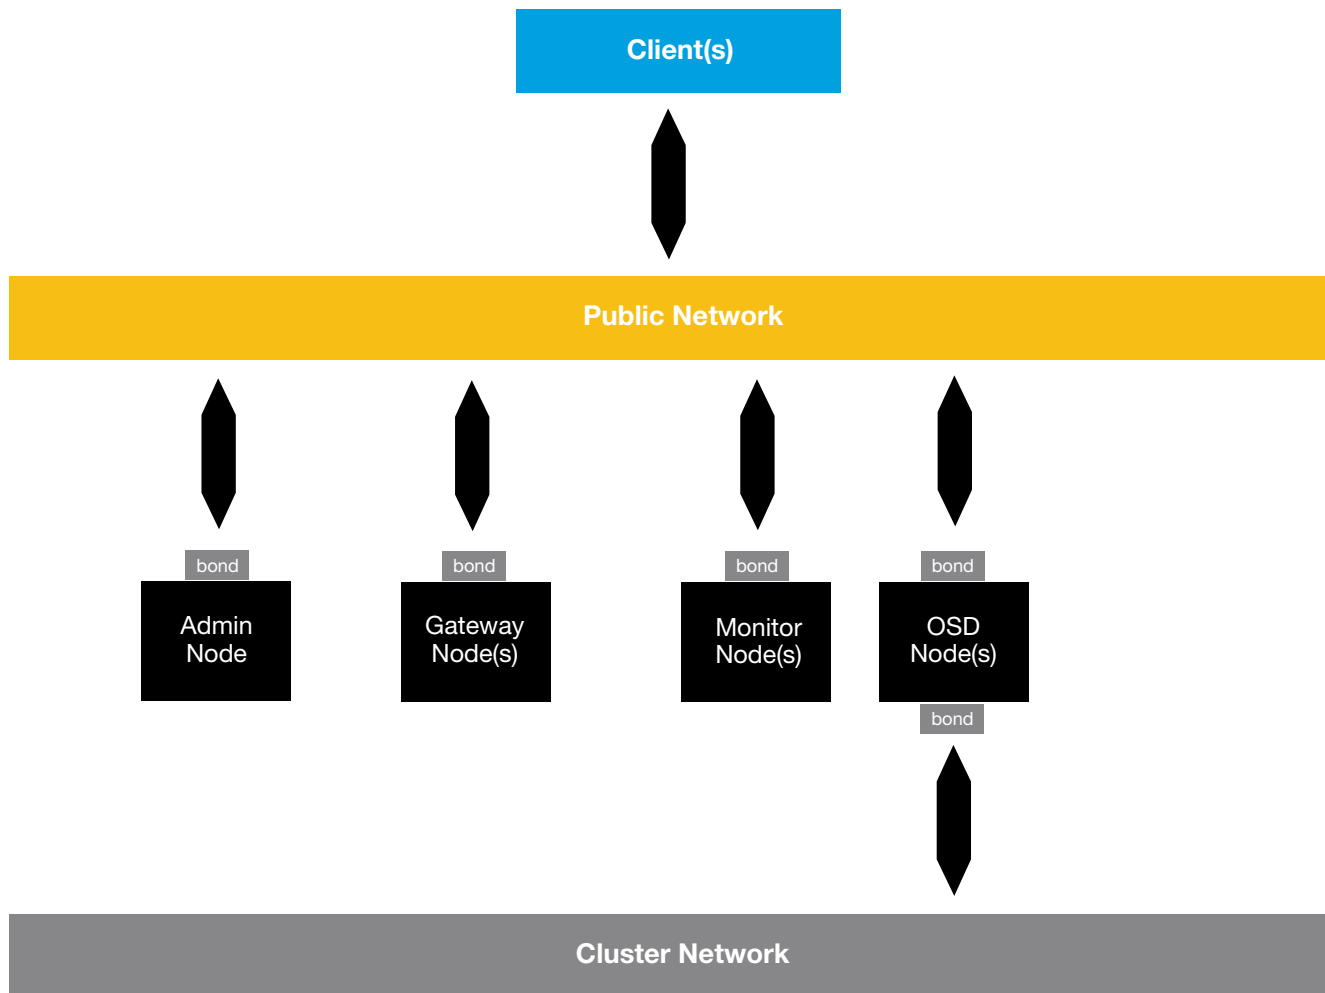 Client(s)
Public Network
bond
bond
bond
bond
Admin
Node
Gateway
Node(s)
Monitor
Node(s)
OSD
Node(s)
bond
Cluster Network